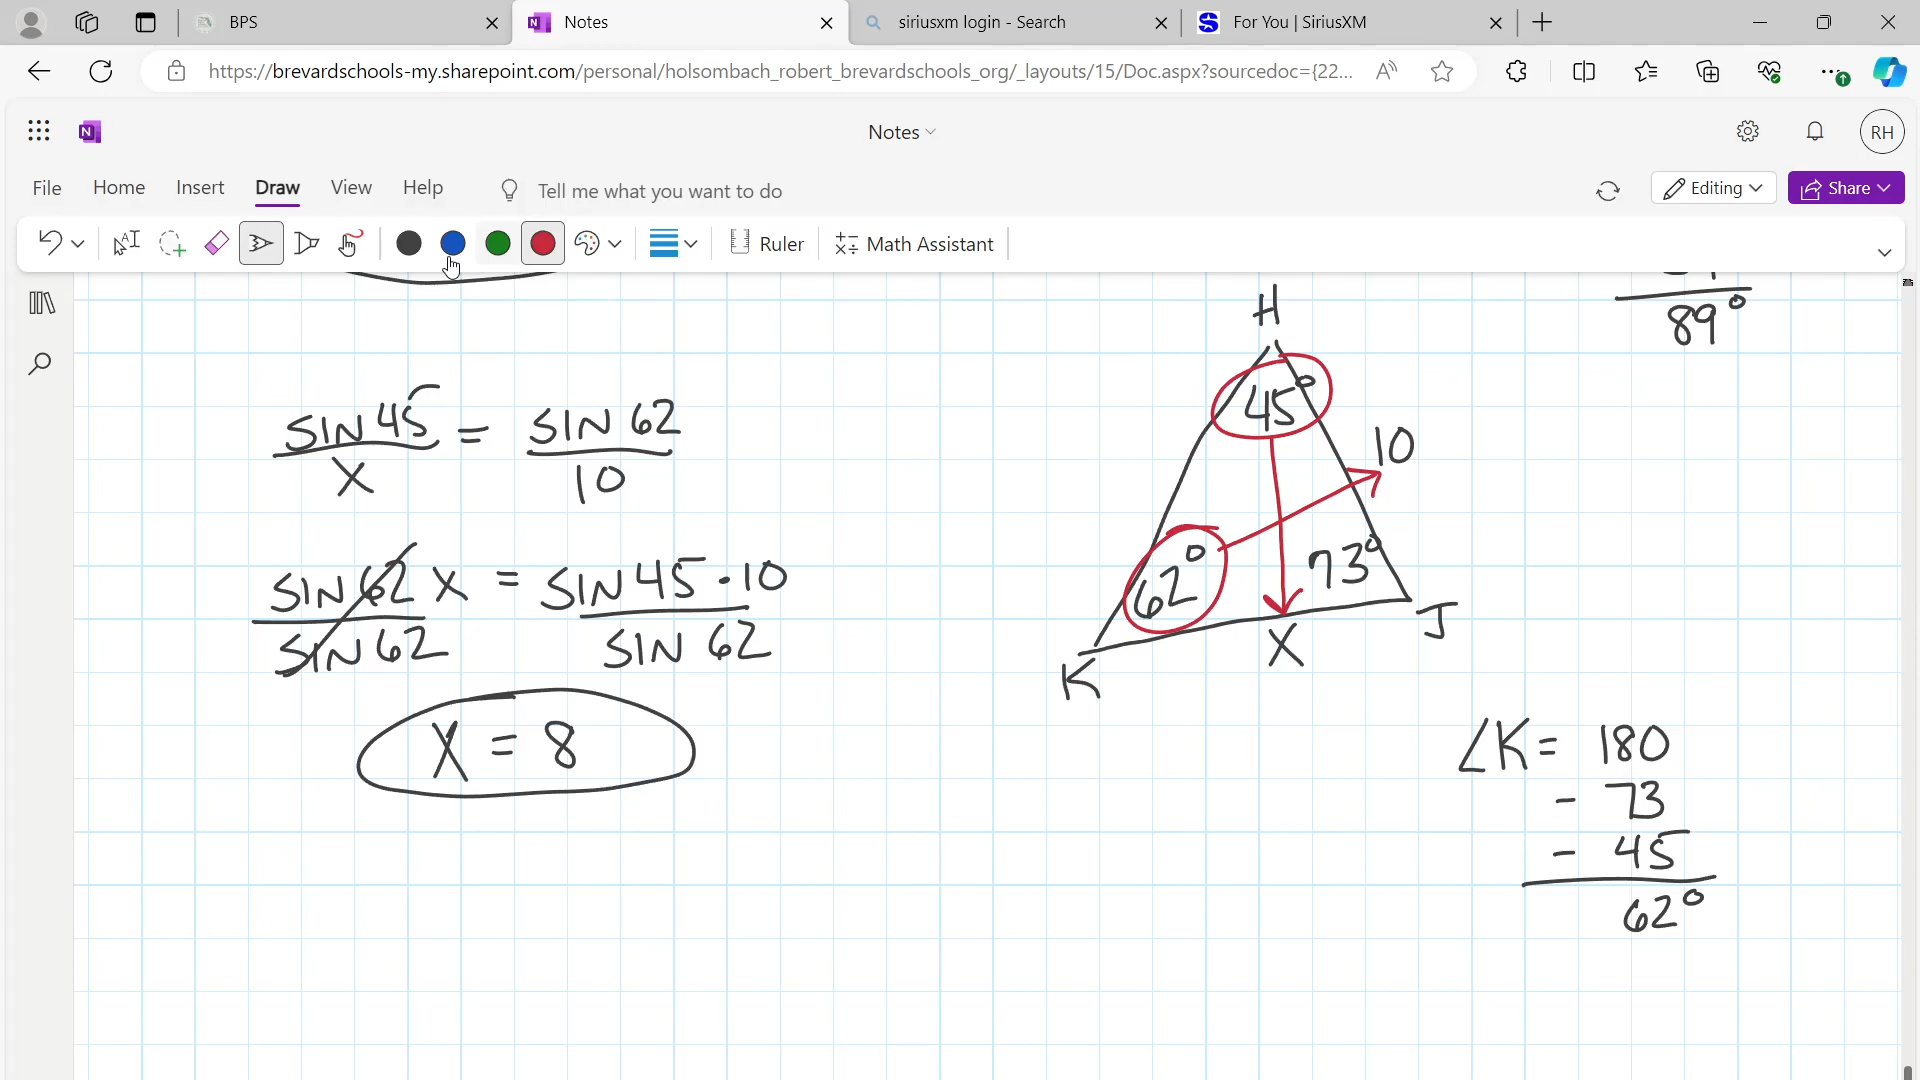 BPS
Notes
siriusxm login - Search
For You | SiriusXM
https://brevardschools-my.sharepoint.com/personal/holsombach_robert_brevardschools_org/_layouts/15/Doc.aspx?sourcedoc={22...
Notes
RH
File Home Insert Draw View Help
Tell me what you want to do
Editing
Share
Ruler
Math Assistant
89°
H
45°
10
62°
73°
X
J
K
SIN 45 = SIN 62
X 10
SIN 62 X = SIN 45 · 10
SIN 62 SIN 62
X = 8
∠K = 180
- 73
- 45
62°